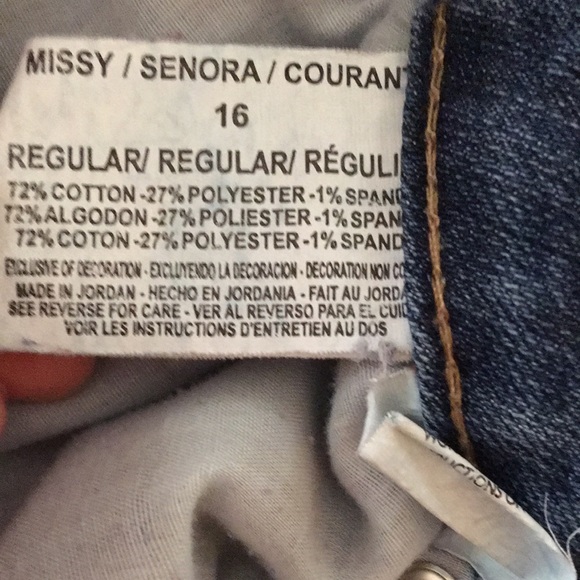 MISSY / SENORA / COURANT
16
REGULAR/ REGULAR/ RÉGULI
72% COTTON -27% POLYESTER -1% SPAND
72% ALGODON -27% POLIESTER -1% SPAN
72% COTON -27% POLYESTER -1% SPAND
EXCLUSIVE OF DECORATION - EXCLUYENDO LA DECORACION - DECORATION NON CO
MADE IN JORDAN - HECHO EN JORDANIA - FAIT AU JORDA
SEE REVERSE FOR CARE - VER AL REVERSO PARA EL CUID
VOIR LES INSTRUCTIONS D'ENTRETIEN AU DOS